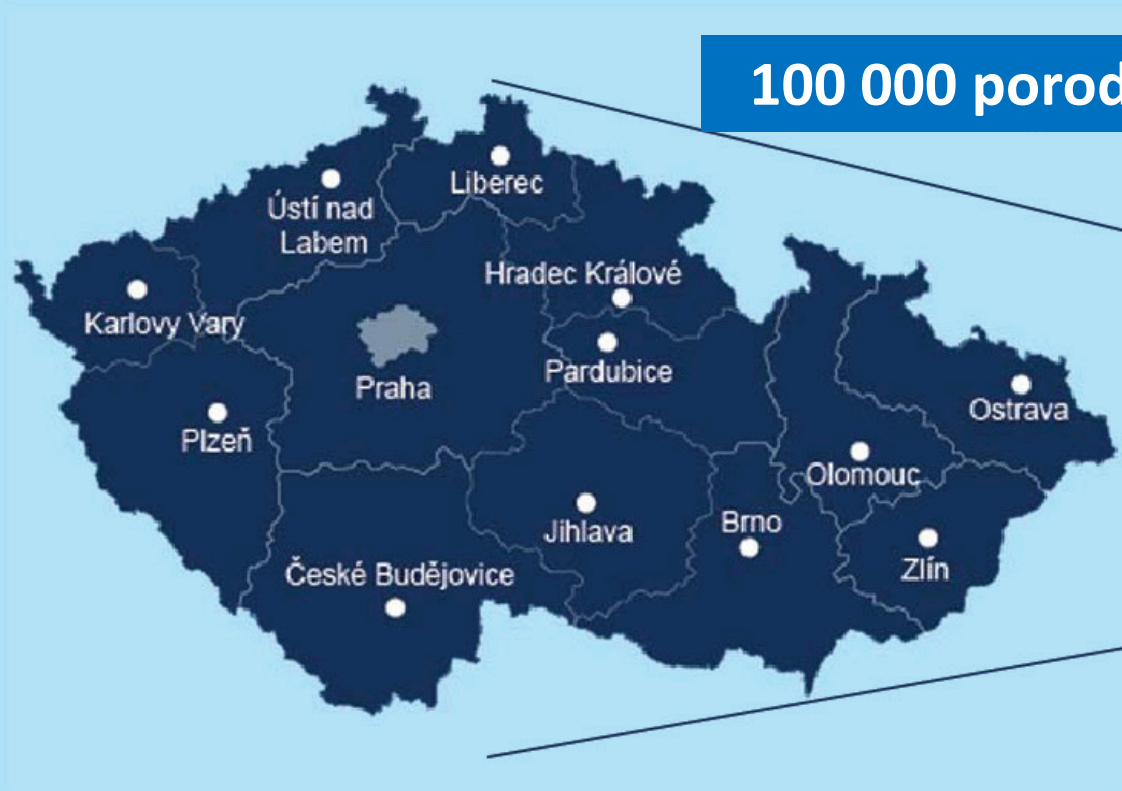 100 000 porod
Liberec
Ústí nad
Labem
Hradec Králové
Karlovy Vary
Pardubice
Praha
Ostrava
Plzeň
Olomouc
Brno
Jihlava
Zlín
České Budějovice